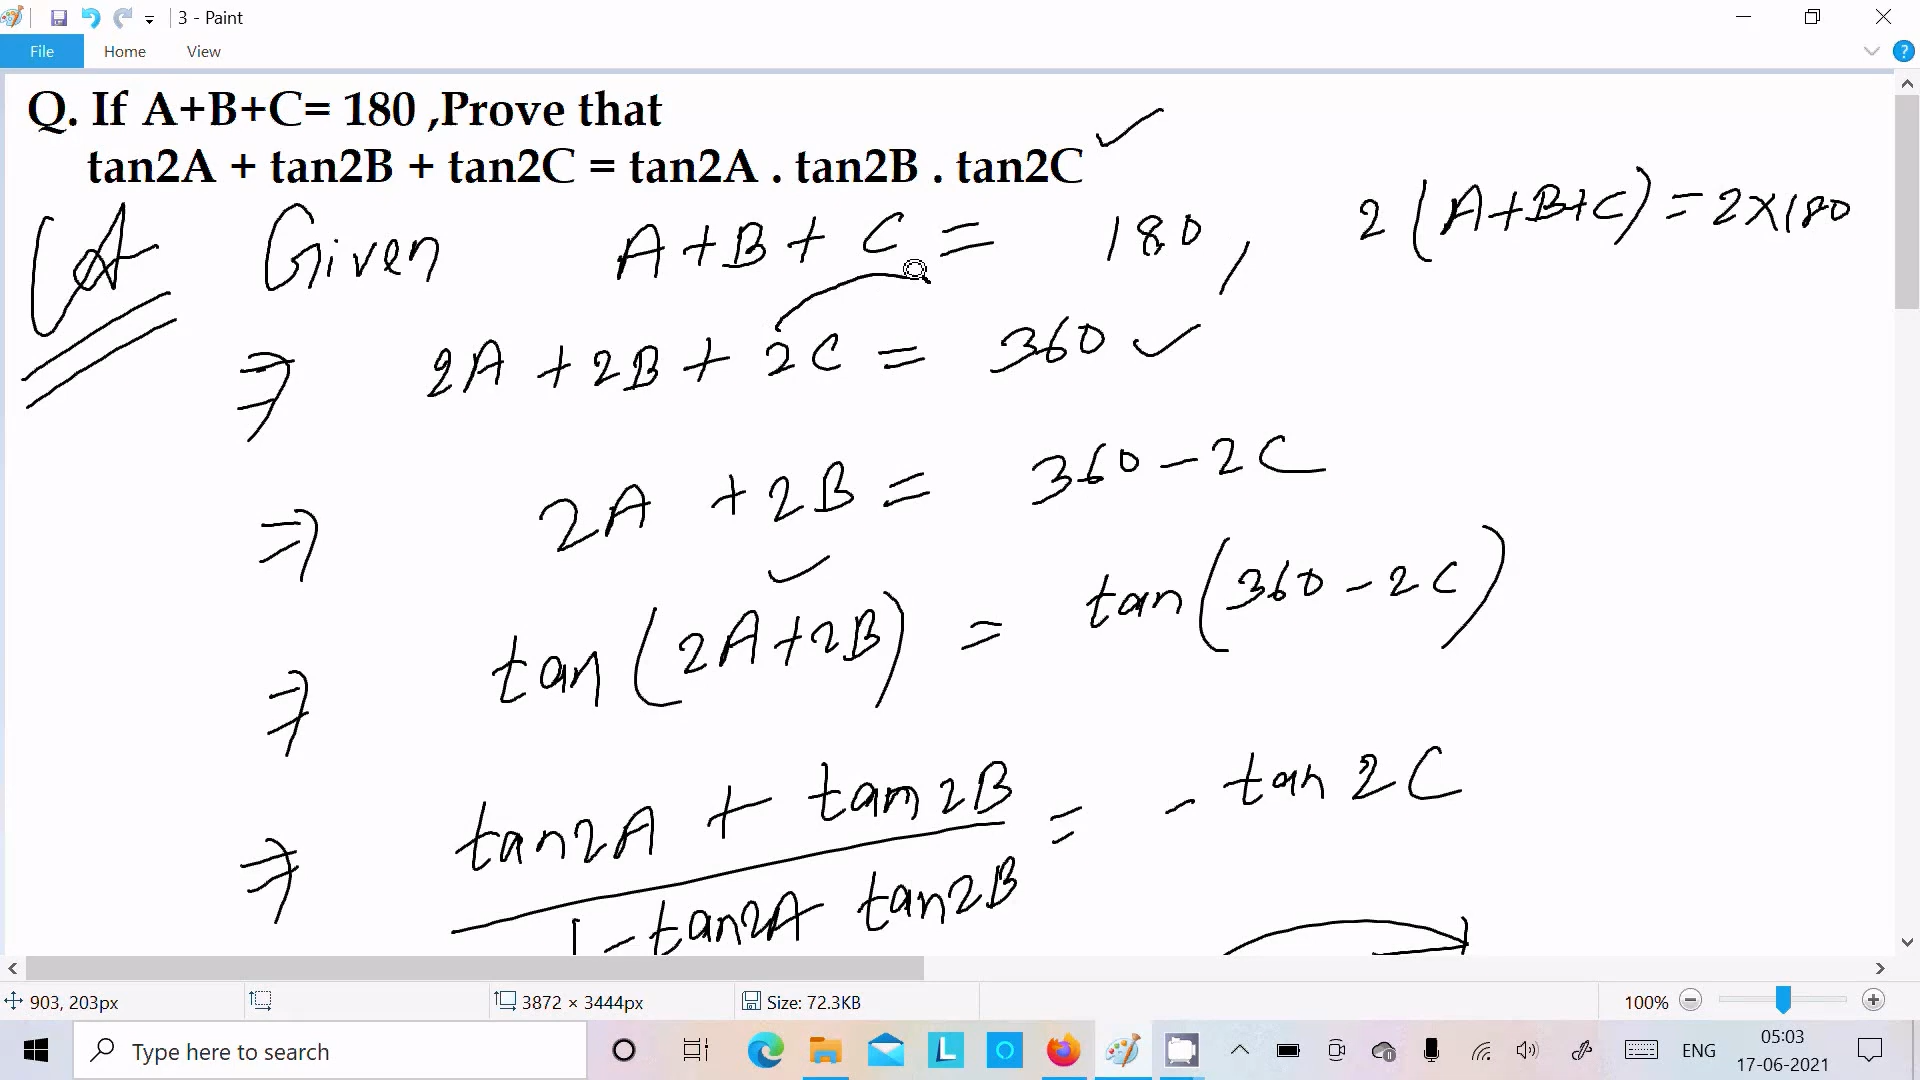 3 - Paint
File Home View
Q. If A+B+C= 180 ,Prove that
tan2A + tan2B + tan2C = tan2A . tan2B . tan2C
Given A+B+C = 180, 2(A+B+C) = 2×180
⇒ 2A + 2B + 2C = 360
⇒ 2A + 2B = 360 - 2C
⇒ tan(2A+2B) = tan(360-2C)
⇒ tan2A + tan2B = - tan2C
1 - tan2A tan2B
903, 203px 3872 × 3444px Size: 72.3KB 100%
Type here to search
ENG
05:03
17-06-2021